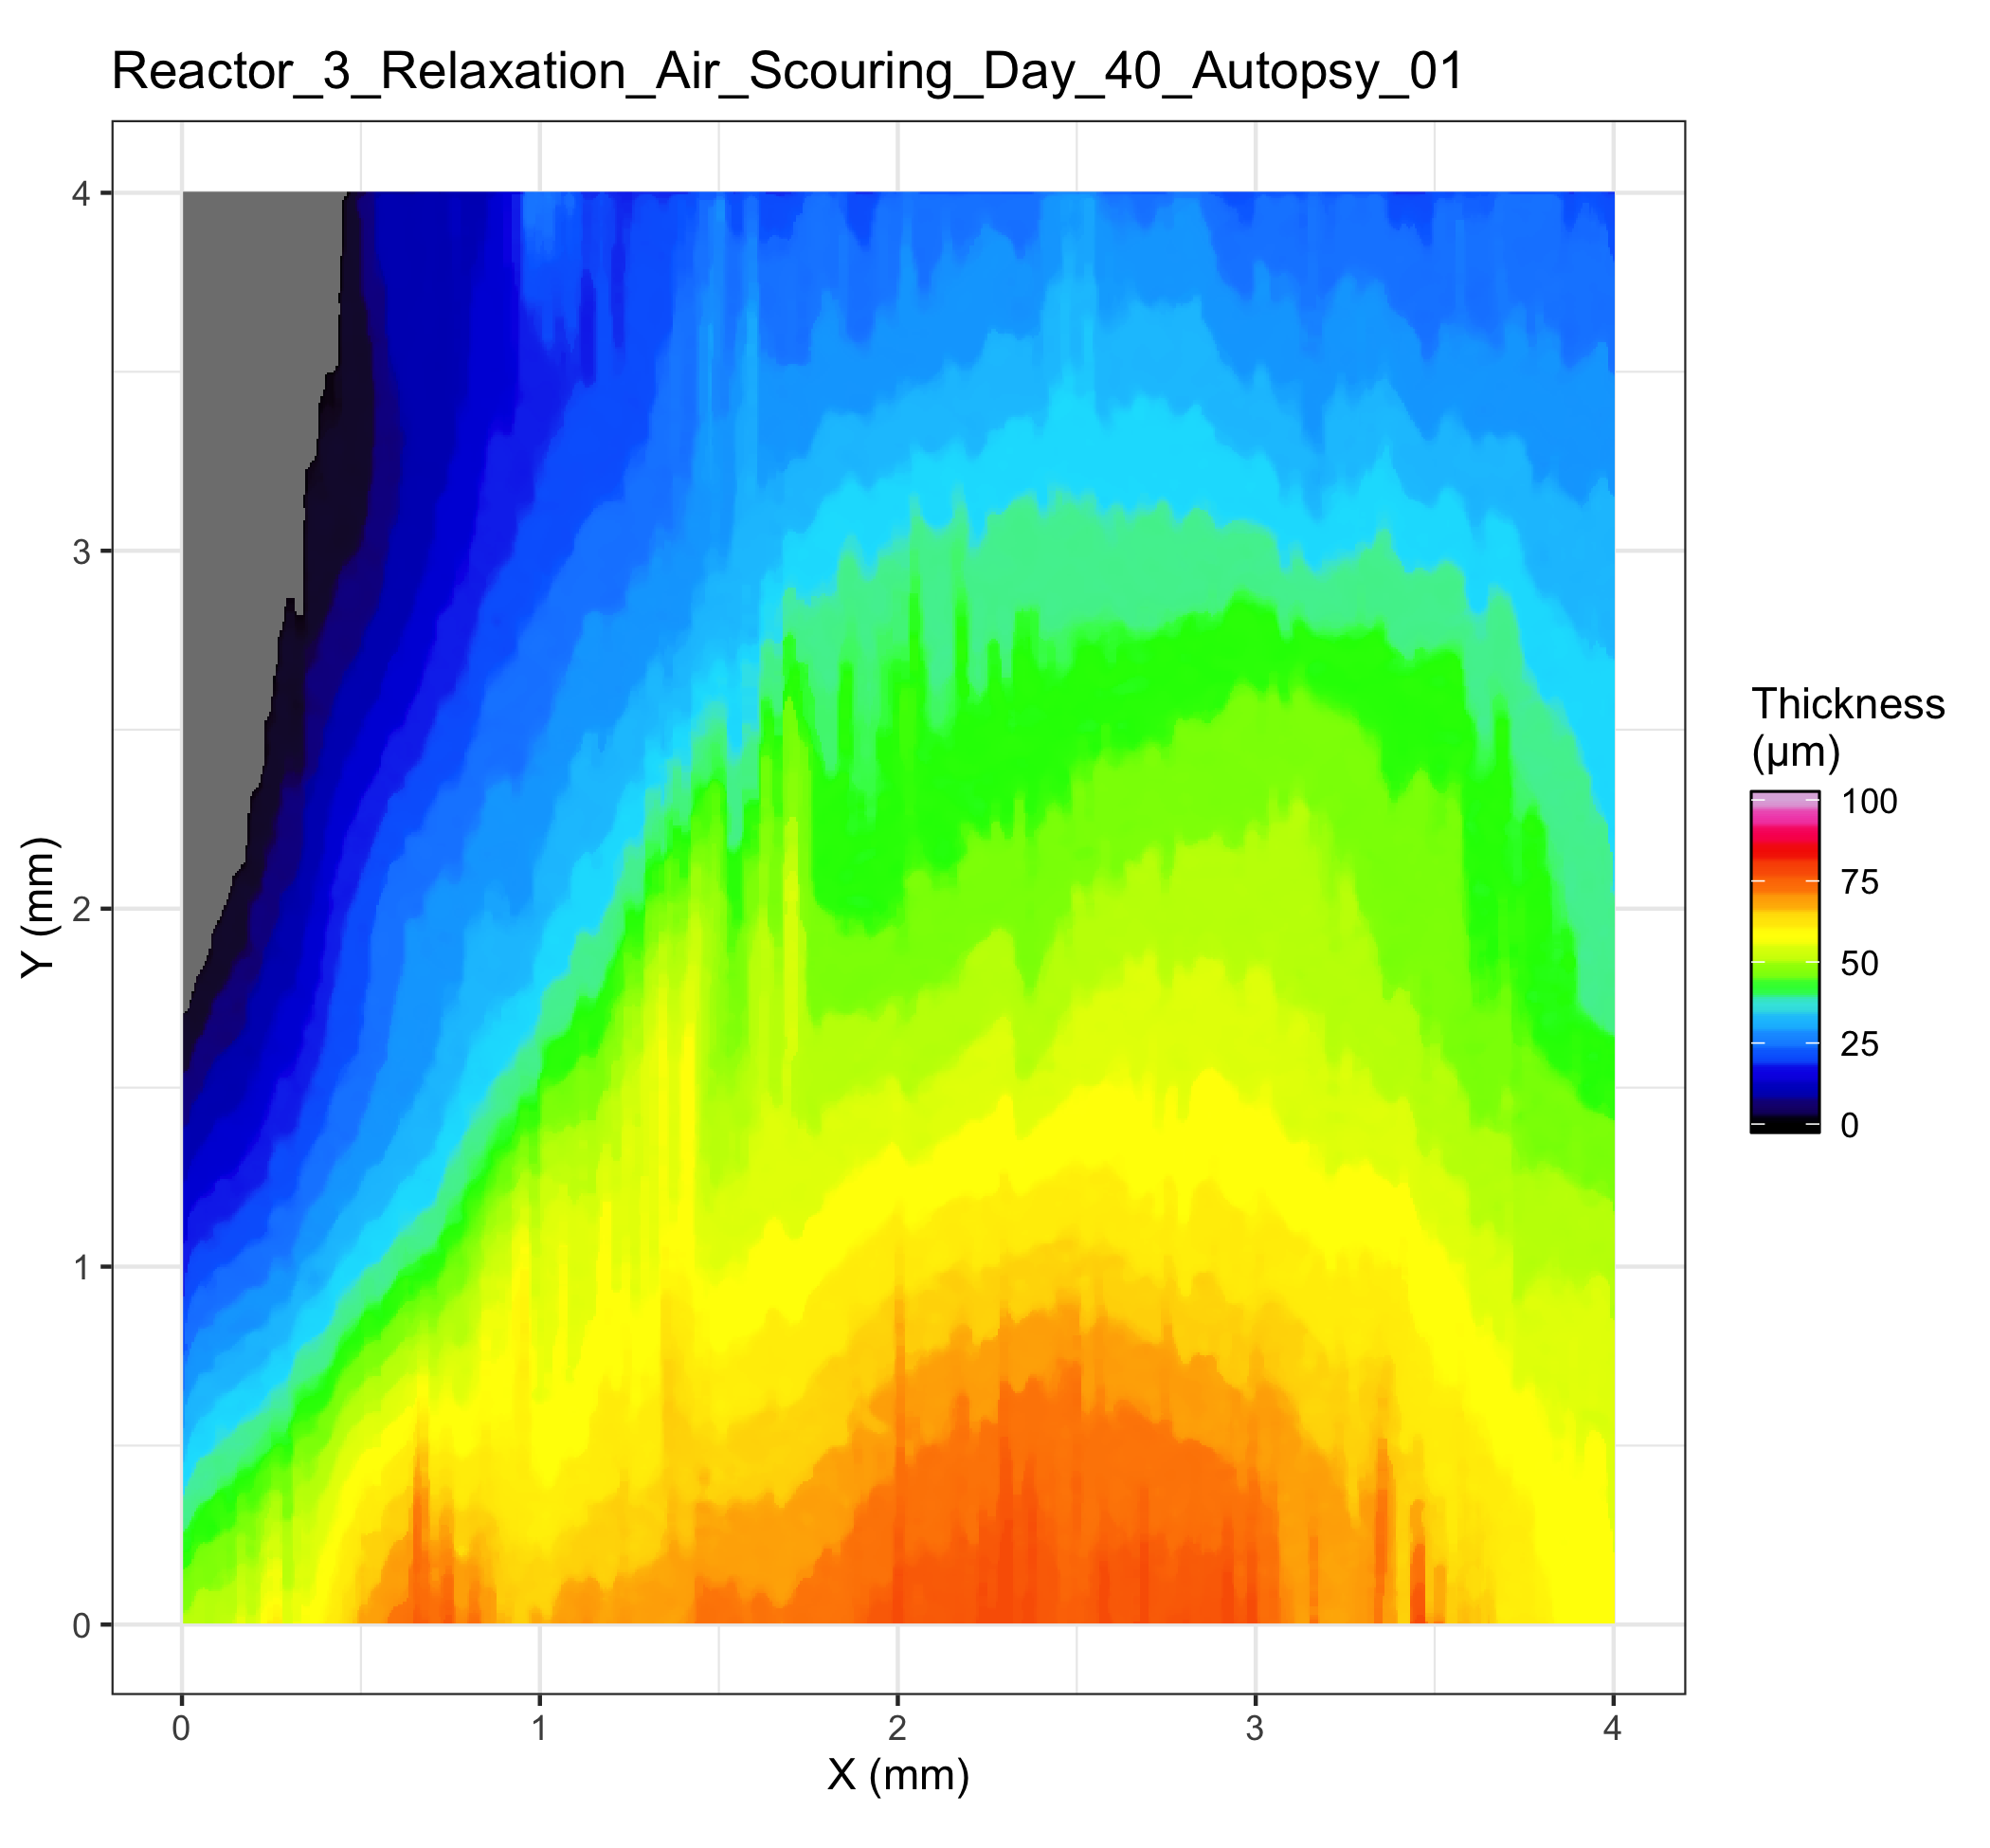 Reactor_3_Relaxation_Air_Scouring_Day_40_Autopsy_01
4
3
2
1
0
Y (mm)
0 1 2 3 4
X (mm)
Thickness
(µm)
100
75
50
25
0